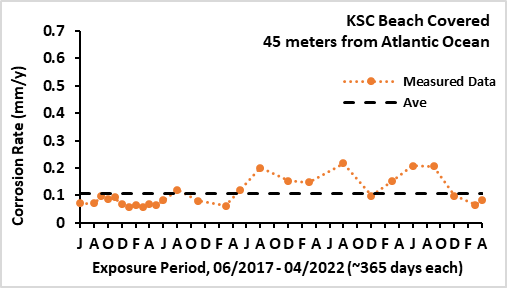 KSC Beach Covered
45 meters from Atlantic Ocean
Measured Data
Ave
Corrosion Rate (mm/y)
0.7
0.6
0.5
0.4
0.3
0.2
0.1
0
J A O D F A J A O D F A J A O D F A J A O D F A J A O D F A
Exposure Period, 06/2017 - 04/2022 (~365 days each)